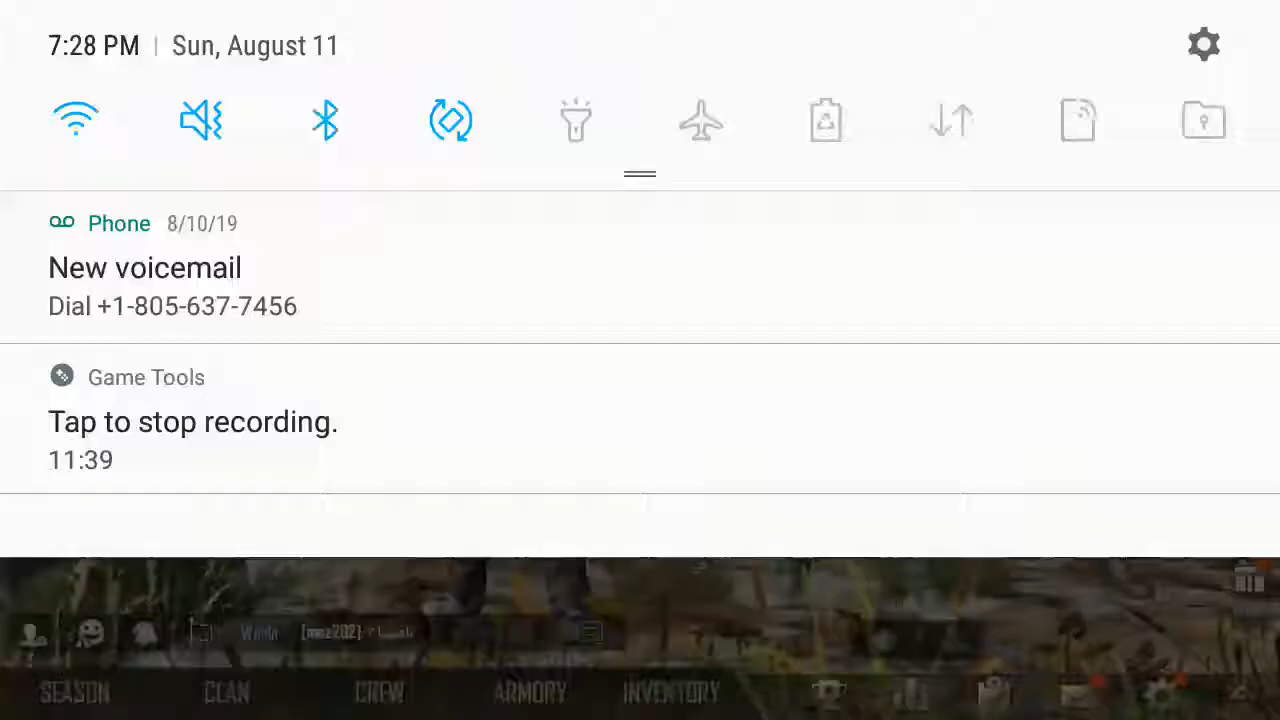 7:28 PM | Sun, August 11
Phone 8/10/19
New voicemail
Dial +1-805-637-7456
Game Tools
Tap to stop recording.
11:39
SEASON CLAN CREW ARMORY INVENTORY